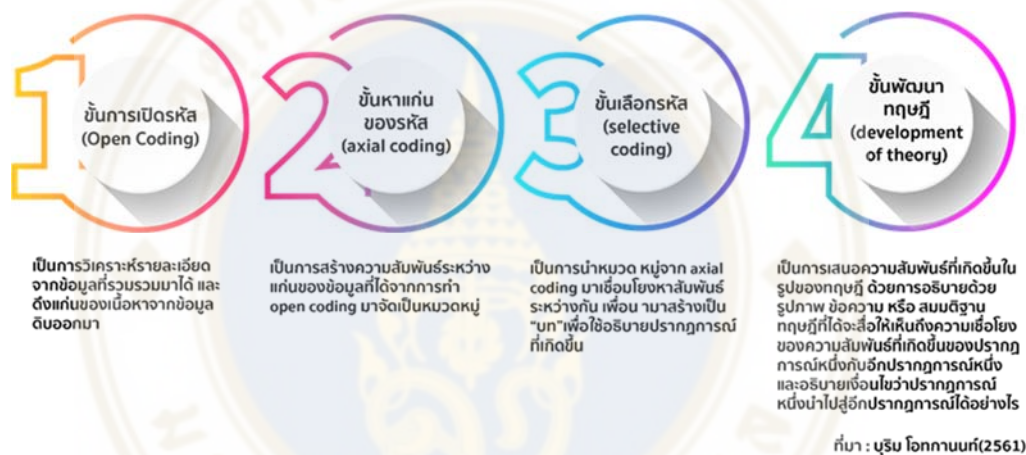 1
ขั้นการเปิดรหัส
(Open Coding)
เป็นการวิเคราะห์รายละเอียด
จากข้อมูลที่รวบรวมมาได้ และ
ดึงแก่นของเนื้อหาจากข้อมูล
ดิบออกมา
2
ขั้นหาแก่น
ของรหัส
(axial coding)
เป็นการสร้างความสัมพันธ์ระหว่าง
แก่นของข้อมูลที่ได้จากการทำ
open coding มาจัดเป็นหมวดหมู่
3
ขั้นเลือกรหัส
(selective
coding)
เป็นการนำหมวด หมู่จาก axial
coding มาเชื่อมโยงหาสัมพันธ์
ระหว่างกัน เพื่อน ามาสร้างเป็น
"บท"เพื่อใช้อธิบายปรากฏการณ์
ที่เกิดขึ้น
4
ขั้นพัฒนา
ทฤษฎี
(development
of theory)
เป็นการเสนอความสัมพันธ์ที่เกิดขึ้นใน
รูปของทฤษฎี ด้วยการอธิบายด้วย
รูปภาพ ข้อความ หรือ สมมติฐาน
ทฤษฎีที่ได้จะสื่อให้เห็นถึงความเชื่อโยง
ของความสัมพันธ์ที่เกิดขึ้นของปรากฏ
การณ์หนึ่งกับอีกปรากฏการณ์หนึ่ง
และอธิบายเงื่อนไขว่าปรากฏการณ์
หนึ่งนำไปสู่อีกปรากฏการณ์ได้อย่างไร
ที่มา : บุริม โอทกานนท์(2561)